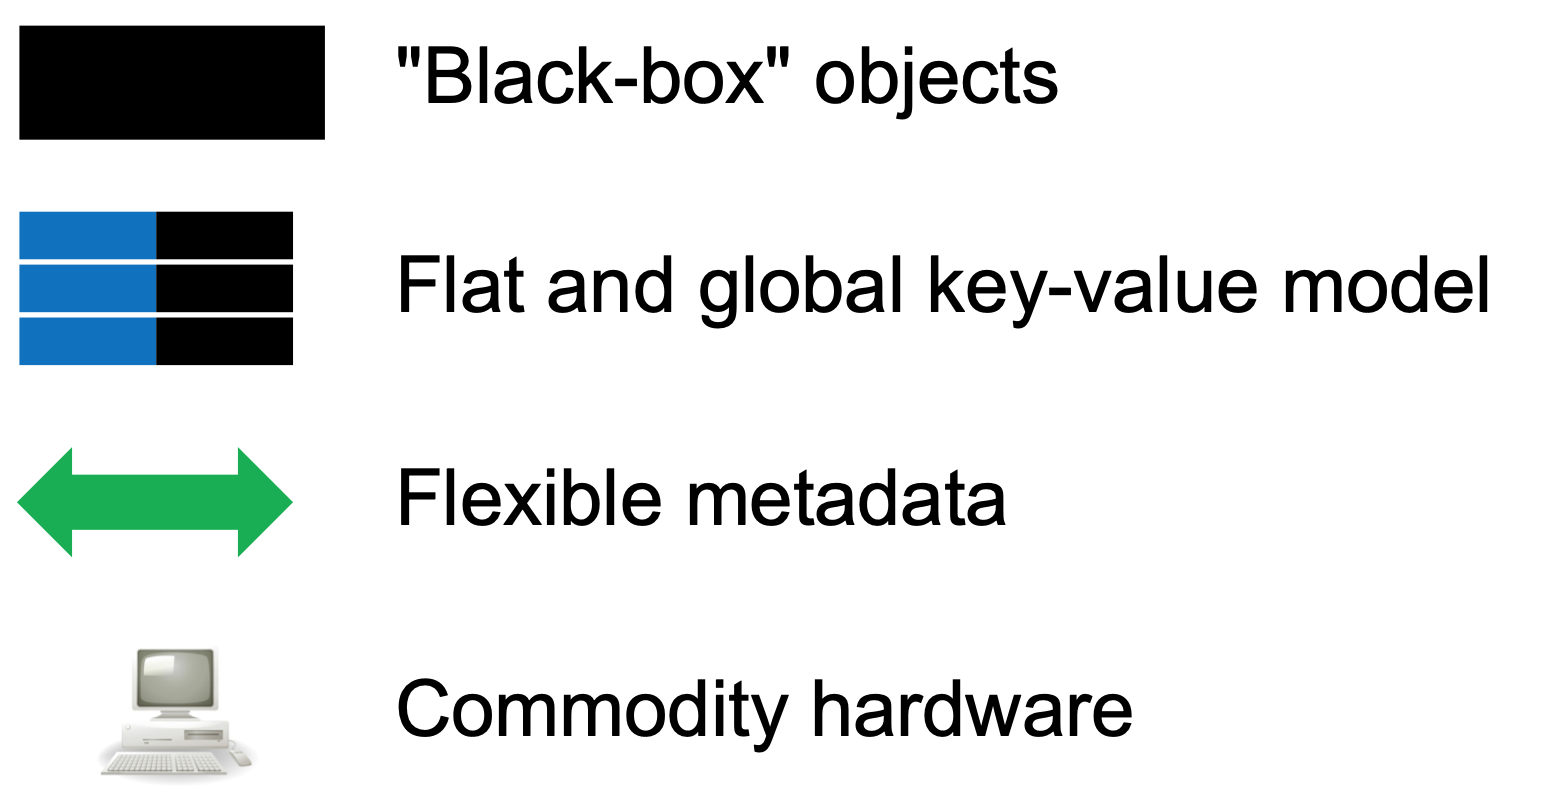 "Black-box" objects
Flat and global key-value model
Flexible metadata
Commodity hardware